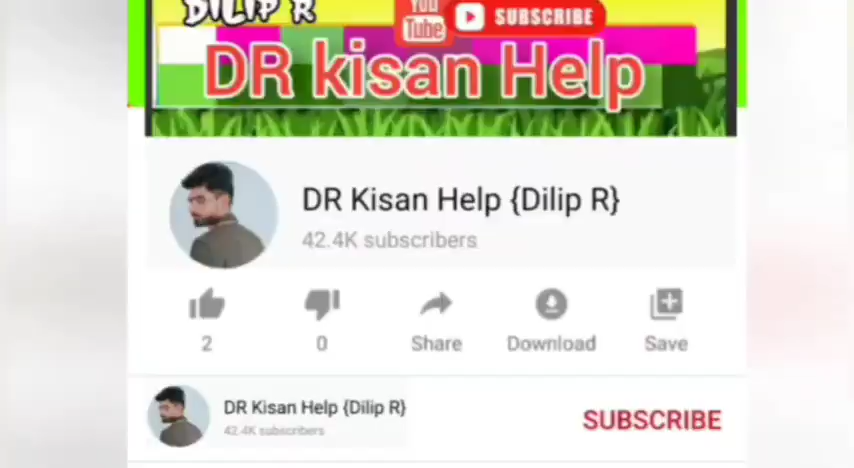 DILIP R
You
Tube
SUBSCRIBE
DR kisan Help
DR Kisan Help {Dilip R}
42.4K subscribers
2
0
Share
Download
Save
DR Kisan Help {Dilip R}
42.4K subscribers
SUBSCRIBE